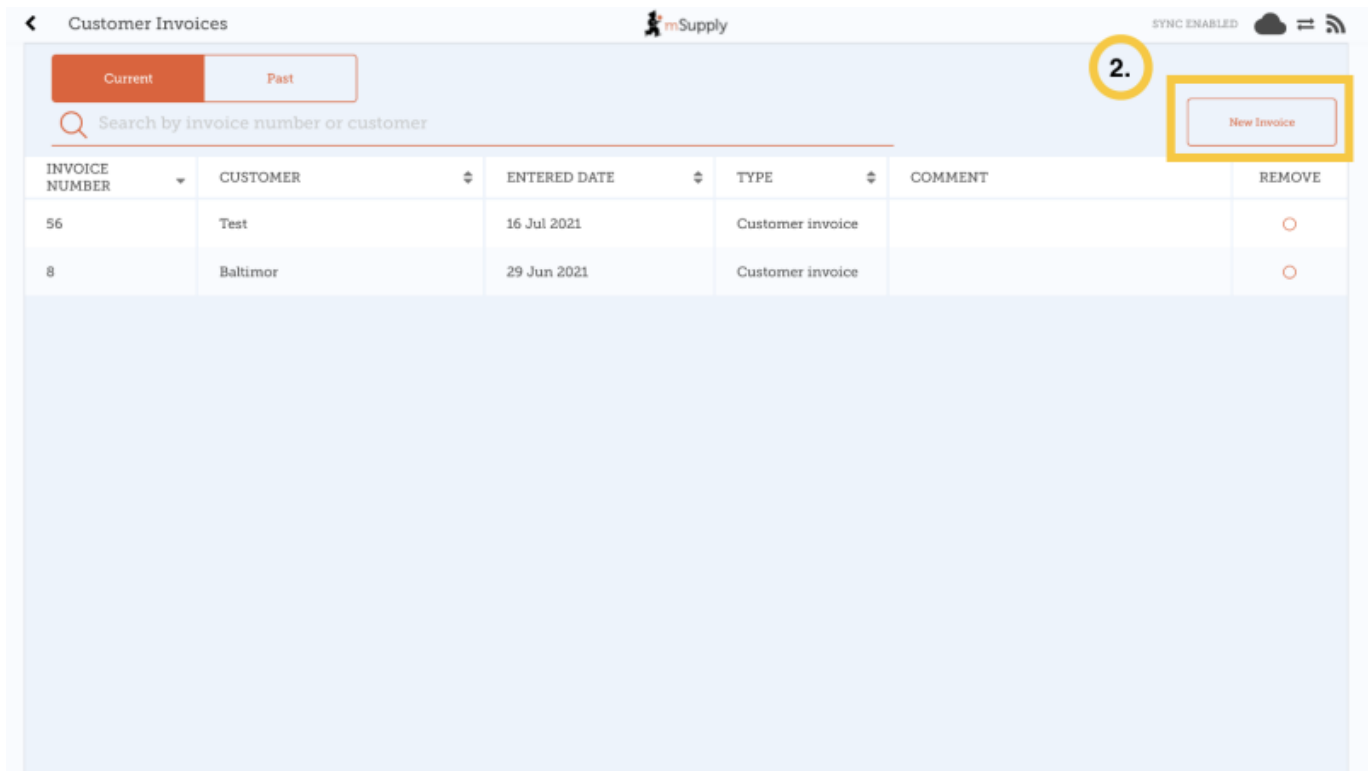 Customer Invoices
mSupply
SYNC ENABLED
Current
Past
2.
Search by invoice number or customer
New Invoice
INVOICE NUMBER
CUSTOMER
ENTERED DATE
TYPE
COMMENT
REMOVE
56 Test 16 Jul 2021 Customer invoice
8 Baltimor 29 Jun 2021 Customer invoice